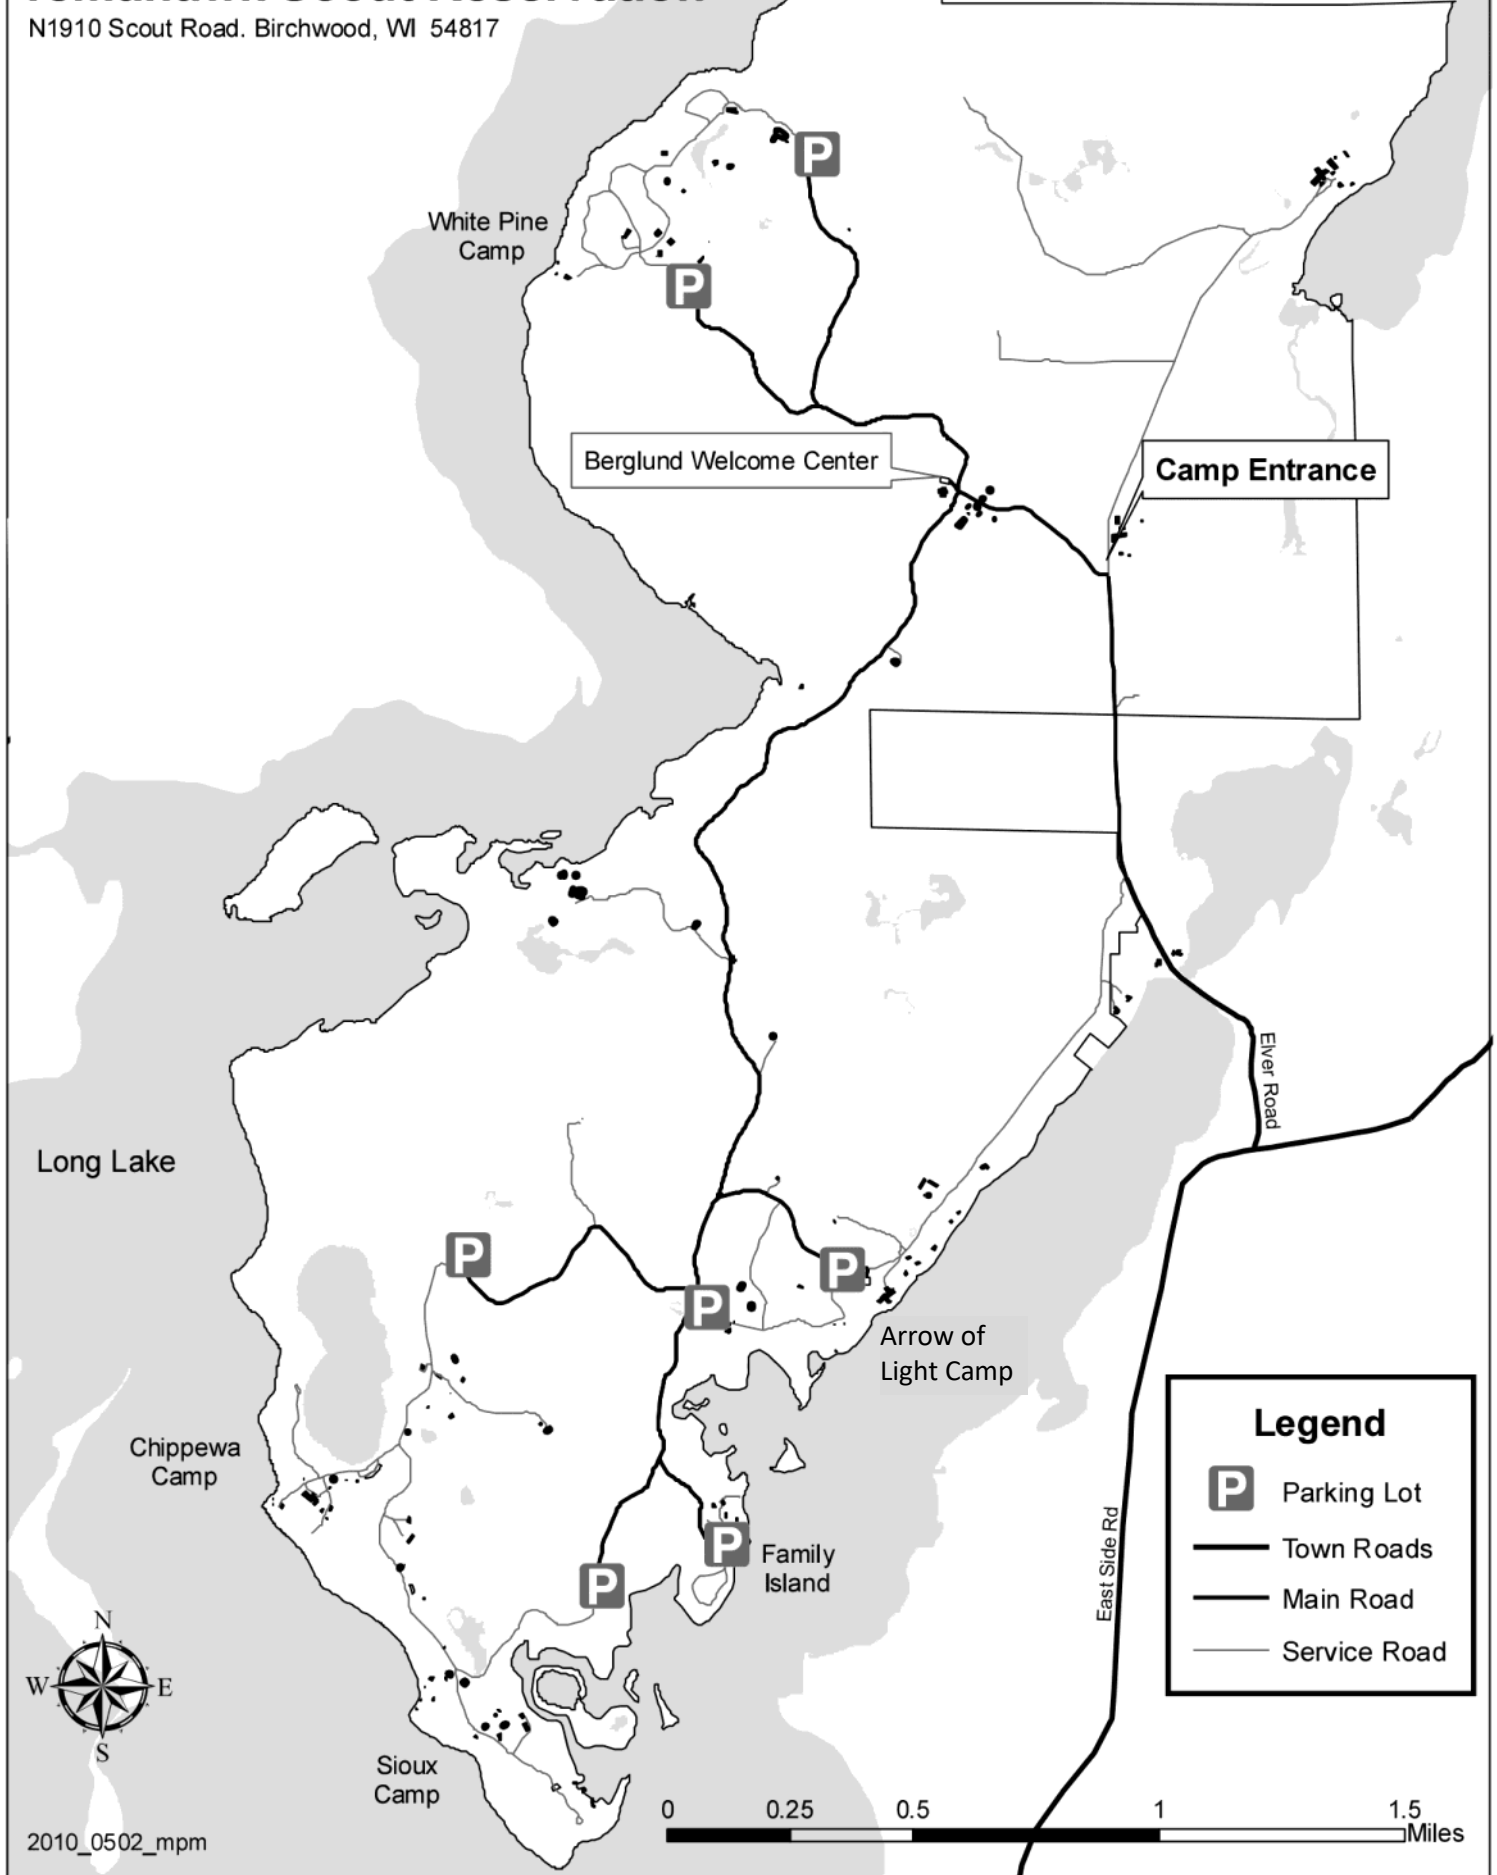 N1910 Scout Road. Birchwood, WI 54817
P
White Pine
Camp
P
Berglund Welcome Center
Camp Entrance
Elver Road
Long Lake
P
P
P
Arrow of
Light Camp
Chippewa
Camp
P
Family
Island
P
East Side Rd
Legend
P Parking Lot
Town Roads
Main Road
Service Road
N
W E
S
Sioux
Camp
0 0.25 0.5 1 1.5
Miles
2010_0502_mpm